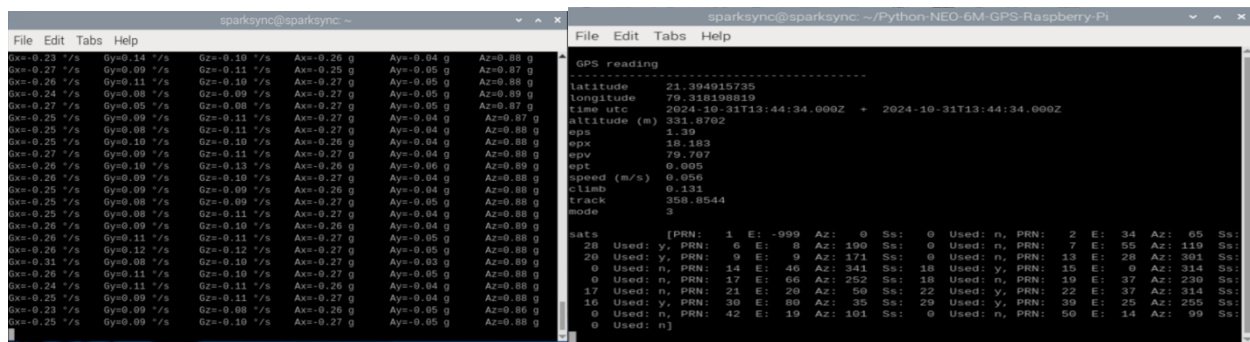 sparksync@sparksync: ~
File Edit Tabs Help
Gx=-0.23 °/s Gy=0.14 °/s Gz=-0.10 °/s Ax=-0.26 g Ay=-0.04 g Az=0.88 g
Gx=-0.27 °/s Gy=0.09 °/s Gz=-0.11 °/s Ax=-0.25 g Ay=-0.05 g Az=0.87 g
Gx=-0.26 °/s Gy=0.11 °/s Gz=-0.10 °/s Ax=-0.27 g Ay=-0.05 g Az=0.88 g
Gx=-0.24 °/s Gy=0.08 °/s Gz=-0.09 °/s Ax=-0.27 g Ay=-0.05 g Az=0.89 g
Gx=-0.27 °/s Gy=0.05 °/s Gz=-0.08 °/s Ax=-0.27 g Ay=-0.05 g Az=0.87 g
Gx=-0.25 °/s Gy=0.09 °/s Gz=-0.11 °/s Ax=-0.27 g Ay=-0.04 g Az=0.87 g
Gx=-0.25 °/s Gy=0.10 °/s Gz=-0.10 °/s Ax=-0.26 g Ay=-0.04 g Az=0.88 g
Gx=-0.27 °/s Gy=0.09 °/s Gz=-0.11 °/s Ax=-0.27 g Ay=-0.04 g Az=0.88 g
Gx=-0.26 °/s Gy=0.10 °/s Gz=-0.13 °/s Ax=-0.26 g Ay=-0.06 g Az=0.89 g
Gx=-0.26 °/s Gy=0.09 °/s Gz=-0.10 °/s Ax=-0.27 g Ay=-0.04 g Az=0.88 g
Gx=-0.25 °/s Gy=0.09 °/s Gz=-0.09 °/s Ax=-0.26 g Ay=-0.04 g Az=0.88 g
Gx=-0.25 °/s Gy=0.08 °/s Gz=-0.09 °/s Ax=-0.27 g Ay=-0.05 g Az=0.88 g
Gx=-0.25 °/s Gy=0.08 °/s Gz=-0.11 °/s Ax=-0.26 g Ay=-0.04 g Az=0.88 g
Gx=-0.26 °/s Gy=0.09 °/s Gz=-0.10 °/s Ax=-0.26 g Ay=-0.04 g Az=0.89 g
Gx=-0.26 °/s Gy=0.11 °/s Gz=-0.11 °/s Ax=-0.27 g Ay=-0.05 g Az=0.88 g
Gx=-0.26 °/s Gy=0.12 °/s Gz=-0.12 °/s Ax=-0.27 g Ay=-0.05 g Az=0.88 g
Gx=-0.31 °/s Gy=0.08 °/s Gz=-0.10 °/s Ax=-0.27 g Ay=-0.03 g Az=0.89 g
Gx=-0.26 °/s Gy=0.11 °/s Gz=-0.10 °/s Ax=-0.27 g Ay=-0.05 g Az=0.88 g
Gx=-0.24 °/s Gy=0.11 °/s Gz=-0.11 °/s Ax=-0.26 g Ay=-0.04 g Az=0.88 g
Gx=-0.25 °/s Gy=0.09 °/s Gz=-0.11 °/s Ax=-0.27 g Ay=-0.04 g Az=0.88 g
Gx=-0.23 °/s Gy=0.09 °/s Gz=-0.08 °/s Ax=-0.26 g Ay=-0.05 g Az=0.86 g
Gx=-0.25 °/s Gy=0.09 °/s Gz=-0.10 °/s Ax=-0.27 g Ay=-0.05 g Az=0.88 g
sparksync@sparksync: ~/Python-NEO-6M-GPS-Raspberry-Pi
File Edit Tabs Help
GPS reading
----------------------------------------
latitude 21.394915735
longitude 79.318198819
time utc 2024-10-31T13:44:34.000Z + 2024-10-31T13:44:34.000Z
altitude (m) 331.8702
eps 1.39
epx 18.183
epv 79.707
ept 0.005
speed (m/s) 0.056
climb 0.131
track 358.8544
mode 3
sats [PRN: 1 E: -999 Az: 0 Ss: 0 Used: n, PRN: 2 E: 34 Az: 65 Ss:
28 Used: y, PRN: 6 E: 8 Az: 190 Ss: 0 Used: n, PRN: 7 E: 55 Az: 119 Ss:
20 Used: y, PRN: 9 E: 9 Az: 171 Ss: 0 Used: n, PRN: 13 E: 28 Az: 301 Ss:
0 Used: n, PRN: 14 E: 46 Az: 341 Ss: 18 Used: y, PRN: 15 E: 0 Az: 314 Ss:
0 Used: n, PRN: 17 E: 66 Az: 252 Ss: 18 Used: n, PRN: 19 E: 37 Az: 230 Ss:
17 Used: n, PRN: 21 E: 20 Az: 50 Ss: 22 Used: y, PRN: 22 E: 37 Az: 314 Ss:
16 Used: y, PRN: 30 E: 80 Az: 35 Ss: 29 Used: y, PRN: 39 E: 25 Az: 255 Ss:
0 Used: n, PRN: 42 E: 19 Az: 101 Ss: 0 Used: n, PRN: 50 E: 14 Az: 99 Ss:
0 Used: n]